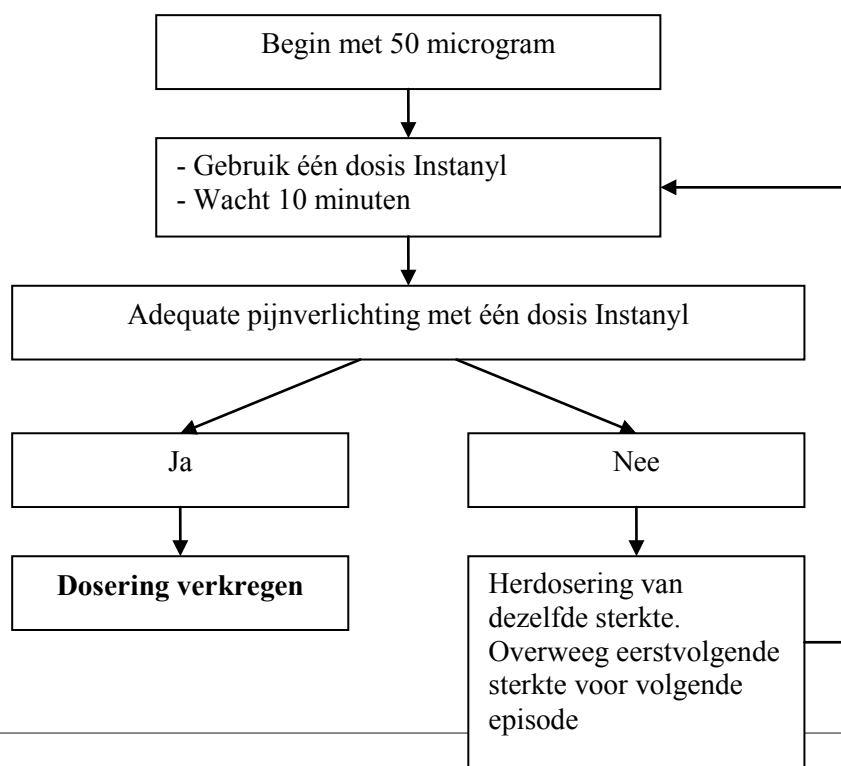 Begin met 50 microgram
- Gebruik één dosis Instanyl
- Wacht 10 minuten
Adequate pijnverlichting met één dosis Instanyl
Ja
Nee
Dosering verkregen
Herdosering van
dezelfde sterkte.
Overweeg eerstvolgende
sterkte voor volgende
episode